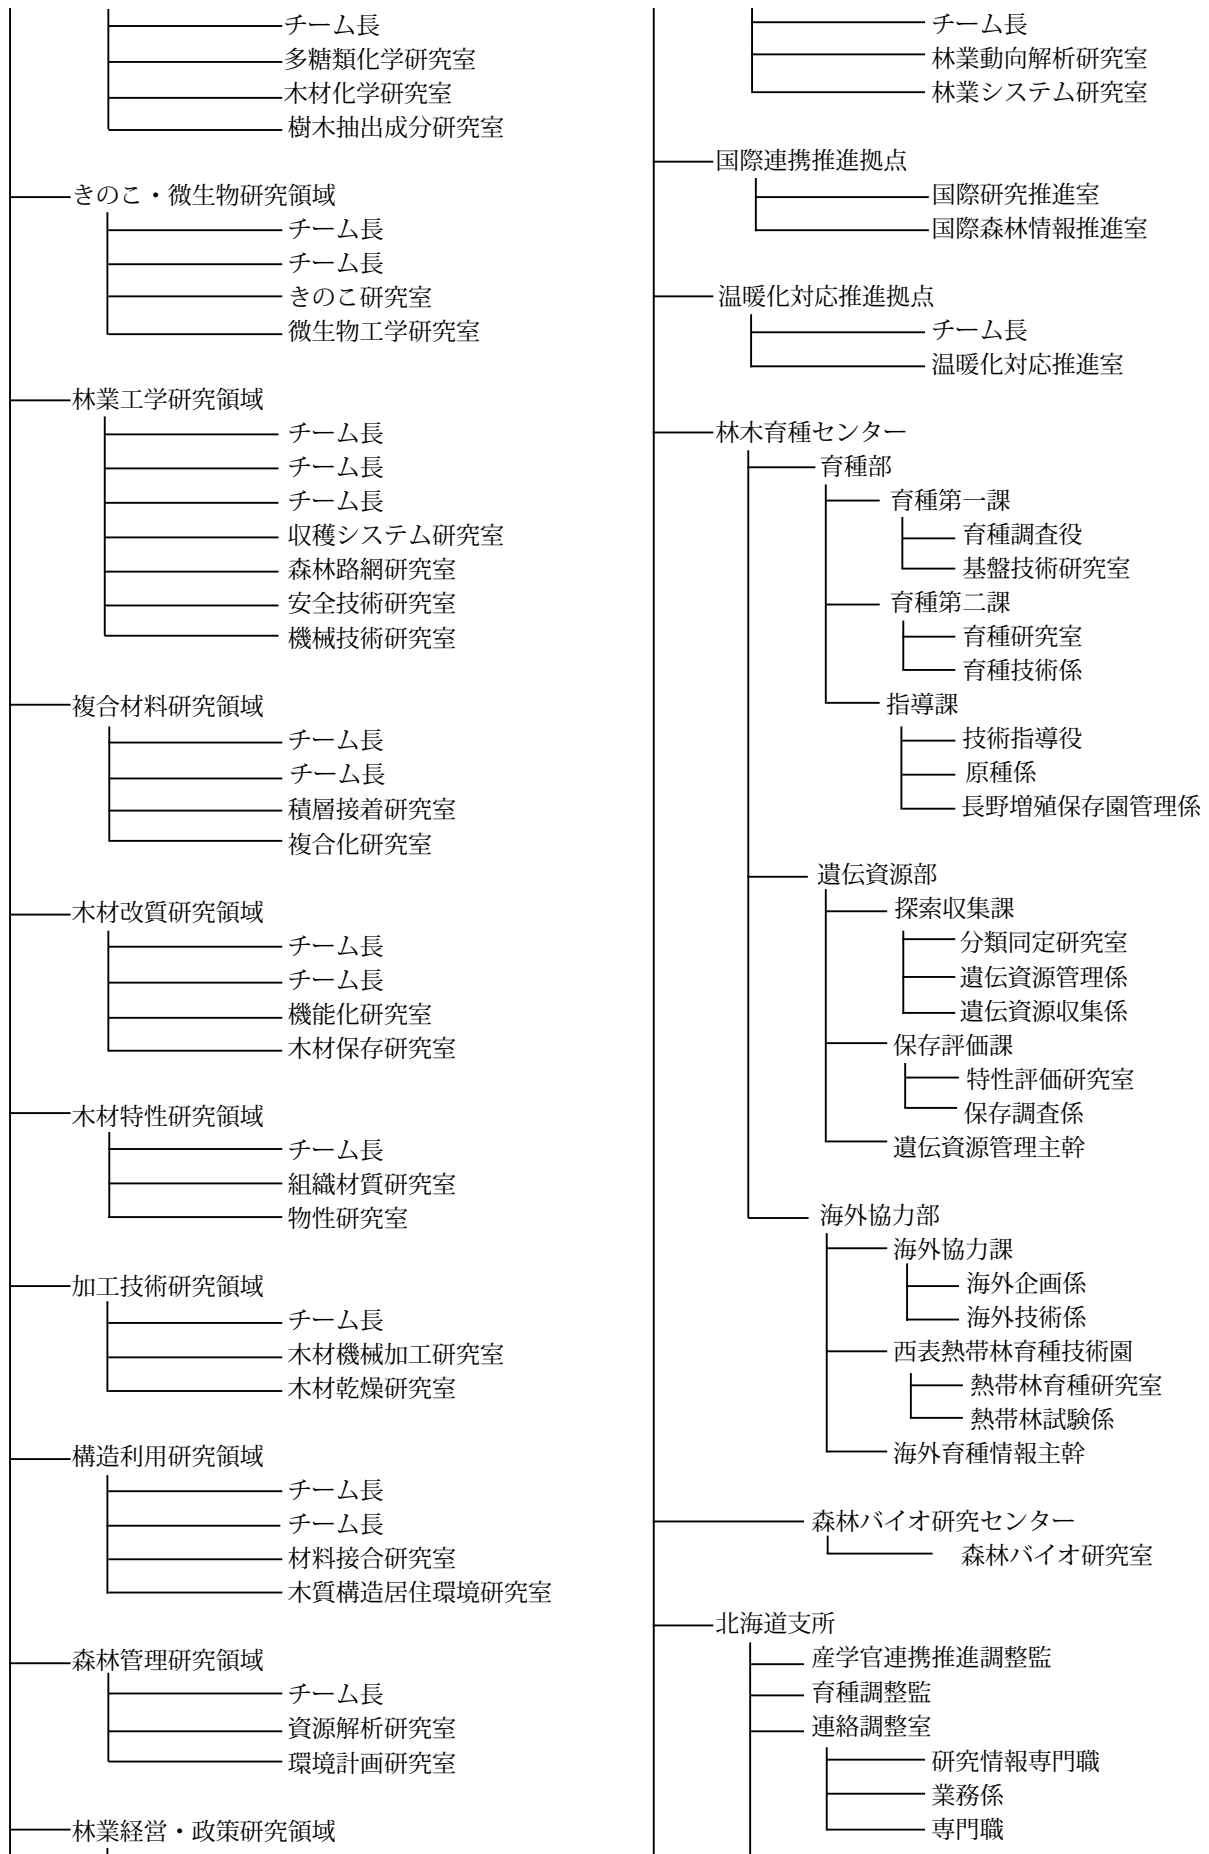 チーム長
多糖類化学研究室
木材化学研究室
樹木抽出成分研究室
きのこ・微生物研究領域
チーム長
チーム長
きのこ研究室
微生物工学研究室
林業工学研究領域
チーム長
チーム長
チーム長
収穫システム研究室
森林路網研究室
安全技術研究室
機械技術研究室
複合材料研究領域
チーム長
チーム長
積層接着研究室
複合化研究室
木材改質研究領域
チーム長
チーム長
機能化研究室
木材保存研究室
木材特性研究領域
チーム長
組織材質研究室
物性研究室
加工技術研究領域
チーム長
木材機械加工研究室
木材乾燥研究室
構造利用研究領域
チーム長
チーム長
材料接合研究室
木質構造居住環境研究室
森林管理研究領域
チーム長
資源解析研究室
環境計画研究室
林業経営・政策研究領域
チーム長
林業動向解析研究室
林業システム研究室
国際連携推進拠点
国際研究推進室
国際森林情報推進室
温暖化対応推進拠点
チーム長
温暖化対応推進室
林木育種センター
育種部
育種第一課
育種調査役
基盤技術研究室
育種第二課
育種研究室
育種技術係
指導課
技術指導役
原種係
長野増殖保存園管理係
遺伝資源部
探索収集課
分類同定研究室
遺伝資源管理係
遺伝資源収集係
保存評価課
特性評価研究室
保存調査係
遺伝資源管理主幹
海外協力部
海外協力課
海外企画係
海外技術係
西表熱帯林育種技術園
熱帯林育種研究室
熱帯林試験係
海外育種情報主幹
森林バイオ研究センター
森林バイオ研究室
北海道支所
産学官連携推進調整監
育種調整監
連絡調整室
研究情報専門職
業務係
専門職